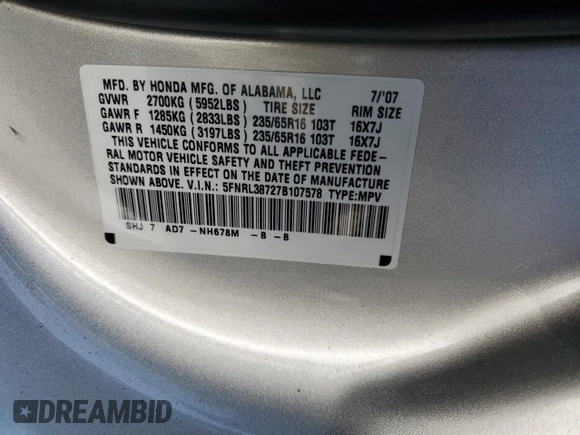 MFD. BY HONDA MFG. OF ALABAMA, LLC 7/'07
GVWR 2700KG (5952LBS) TIRE SIZE RIM SIZE
GAWR F 1285KG (2833LBS) 235/65R16 103T 16X7J
GAWR R 1450KG (3197LBS) 235/65R16 103T 16X7J
THIS VEHICLE CONFORMS TO ALL APPLICABLE FEDE-
RAL MOTOR VEHICLE SAFETY AND THEFT PREVENTION
STANDARDS IN EFFECT ON THE DATE OF MANUFACTURE
SHOWN ABOVE. V.I.N.: 5FNRL38727B107578 TYPE:MPV
SHJ 7 AD7 -NH678M -B -B
DREAMBID